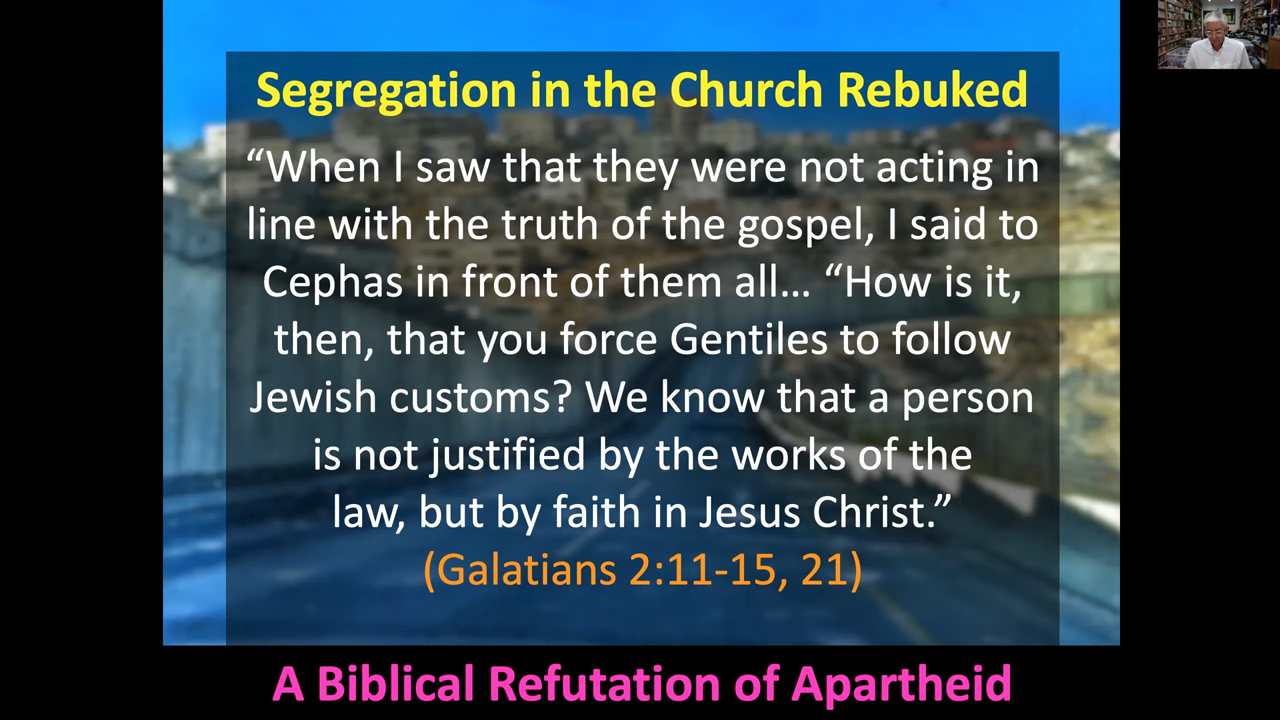 Segregation in the Church Rebuked
“When I saw that they were not acting in
line with the truth of the gospel, I said to
Cephas in front of them all… “How is it,
then, that you force Gentiles to follow
Jewish customs? We know that a person
is not justified by the works of the
law, but by faith in Jesus Christ.”
(Galatians 2:11-15, 21)
A Biblical Refutation of Apartheid